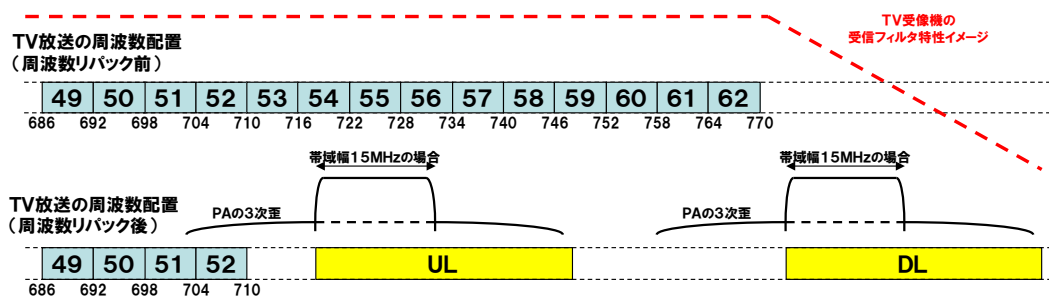 TV受像機の
受信フィルタ特性イメージ
TV放送の周波数配置
(周波数リパック前)
49 50 51 52 53 54 55 56 57 58 59 60 61 62
686 692 698 704 710 716 722 728 734 740 746 752 758 764 770
帯域幅15MHzの場合 帯域幅15MHzの場合
TV放送の周波数配置
(周波数リパック後)
PAの3次歪 PAの3次歪
49 50 51 52 UL DL
686 692 698 704 710